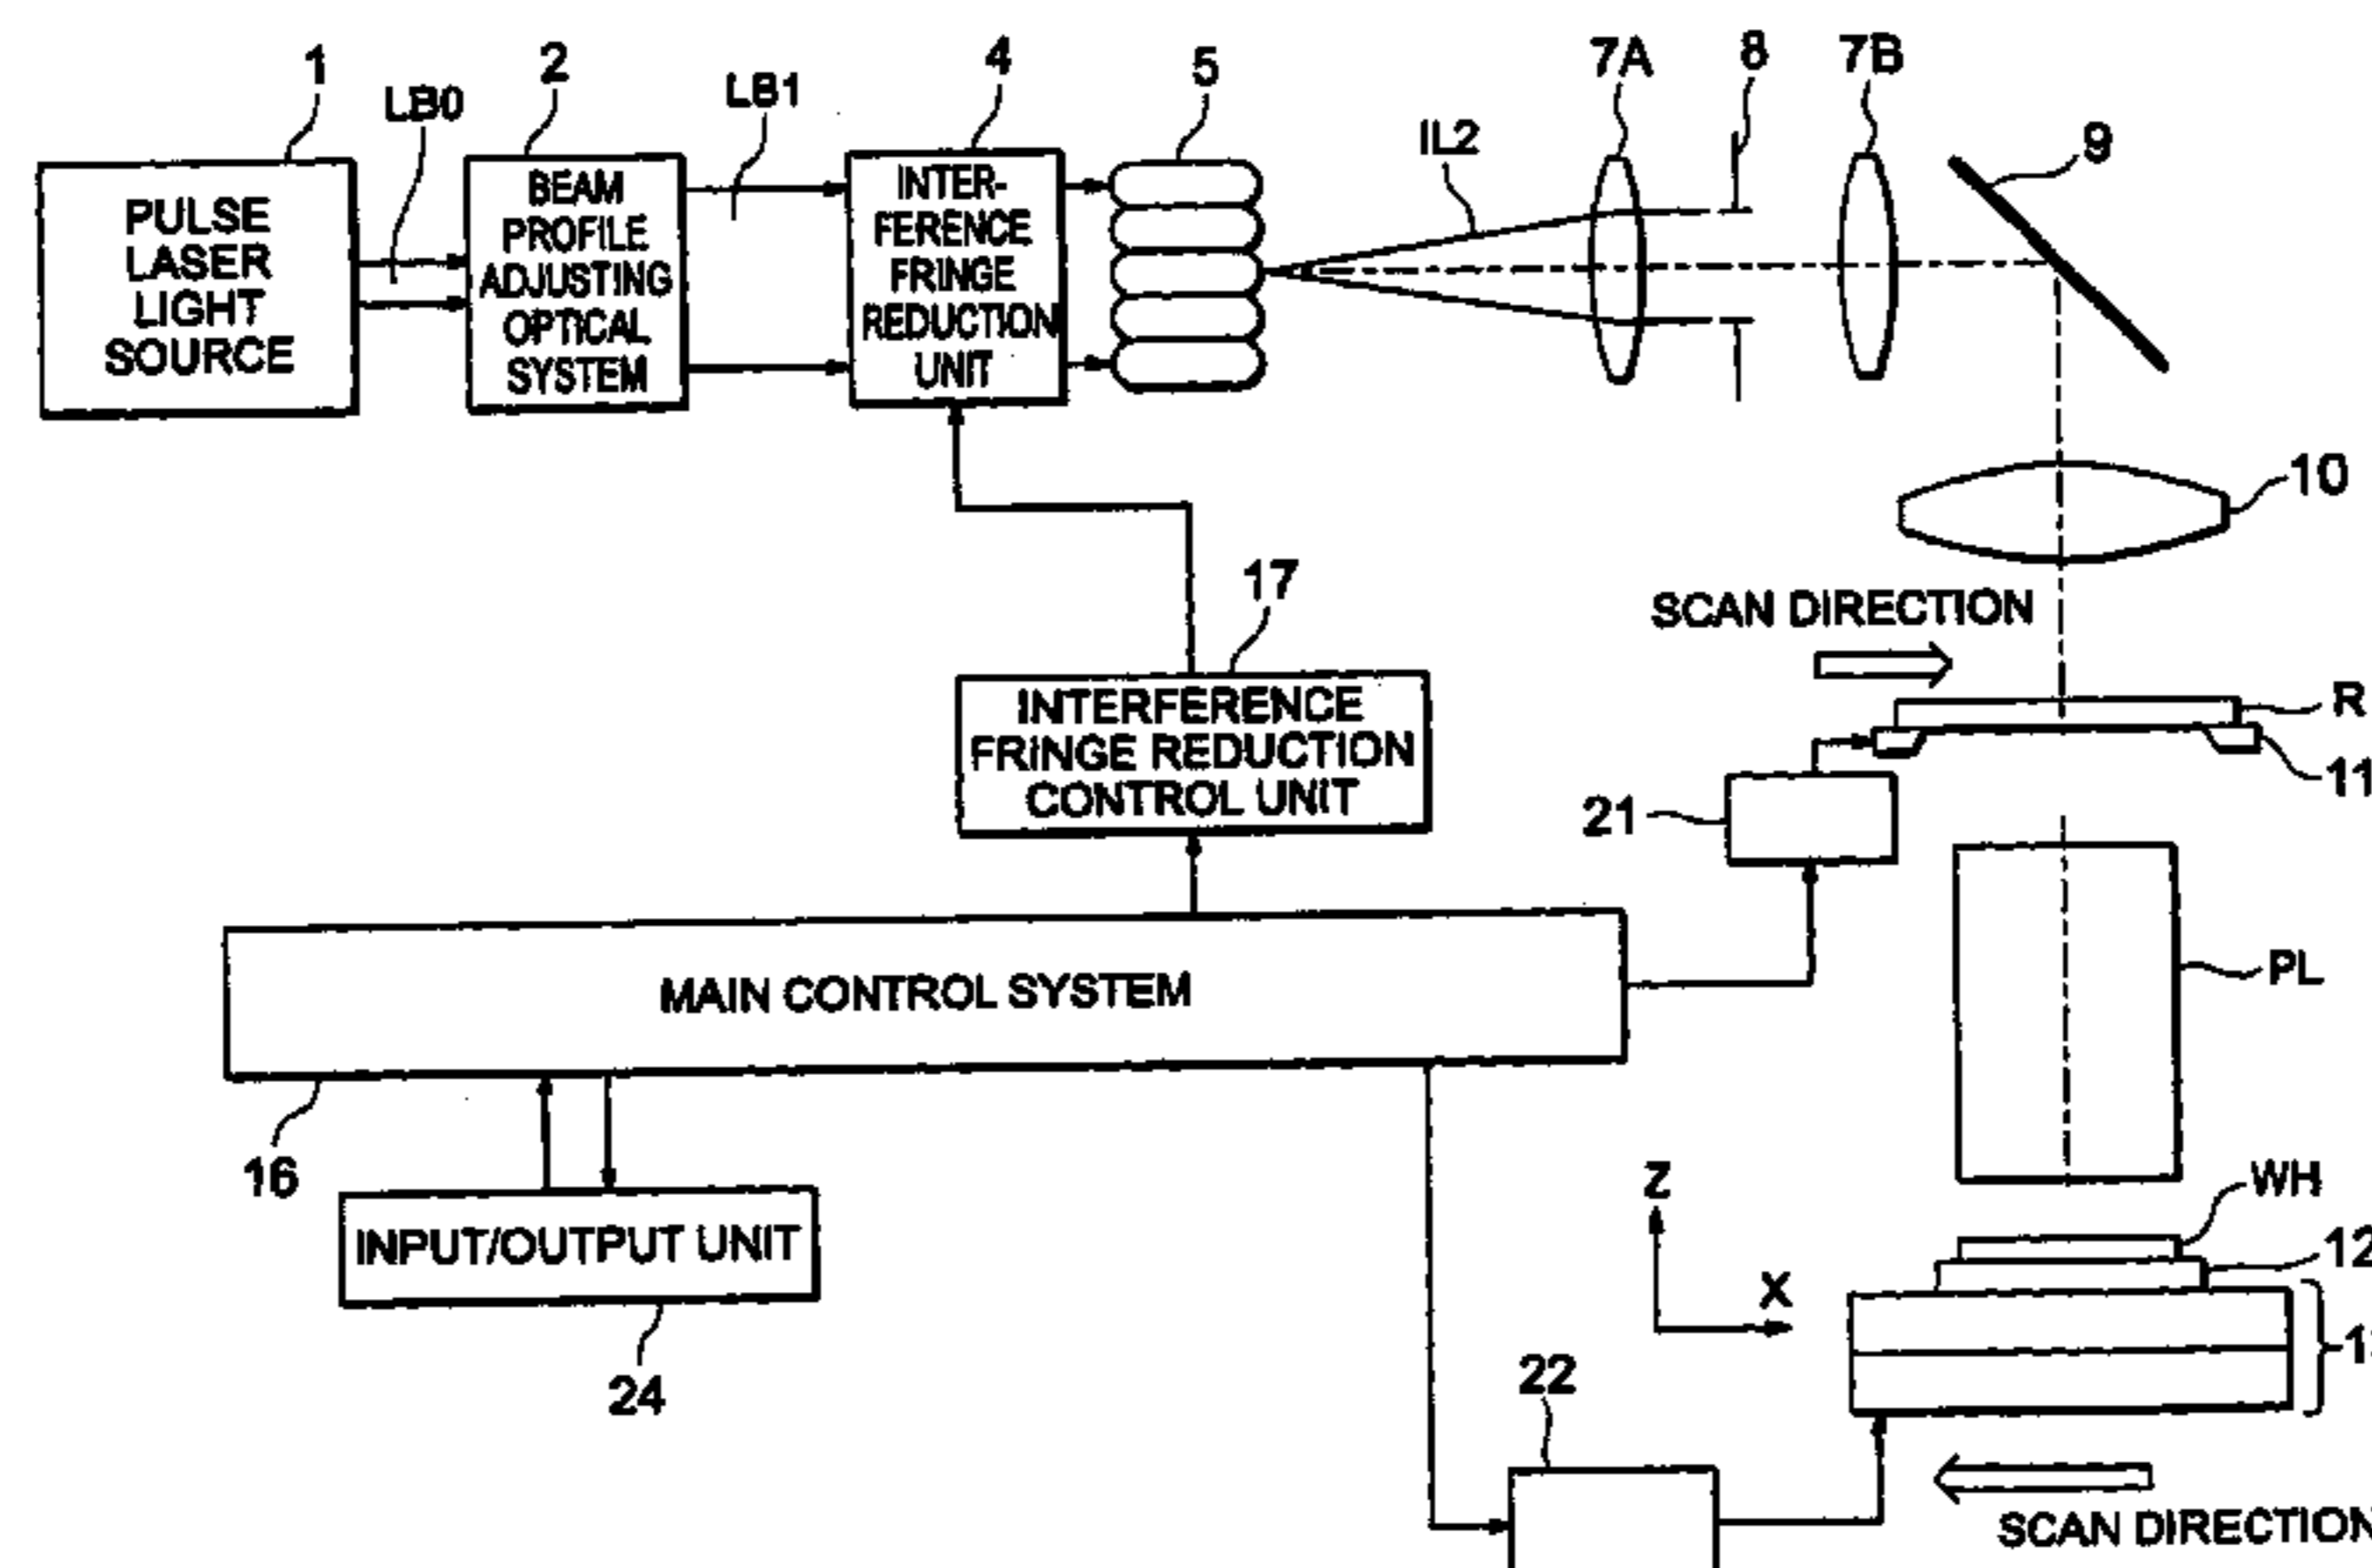 1
LB0
2
LB1
4
5
IL2
7A
8
7B
9
PULSE
LASER
LIGHT
SOURCE
BEAM
PROFILE
ADJUSTING
OPTICAL
SYSTEM
INTER-
FERENCE
FRINGE
REDUCTION
UNIT
10
17
SCAN DIRECTION
INTERFERENCE
FRINGE REDUCTION
CONTROL UNIT
R
11
21
MAIN CONTROL SYSTEM
PL
16
WH
12
INPUT/OUTPUT UNIT
Z
X
24
22
SCAN DIRECTION